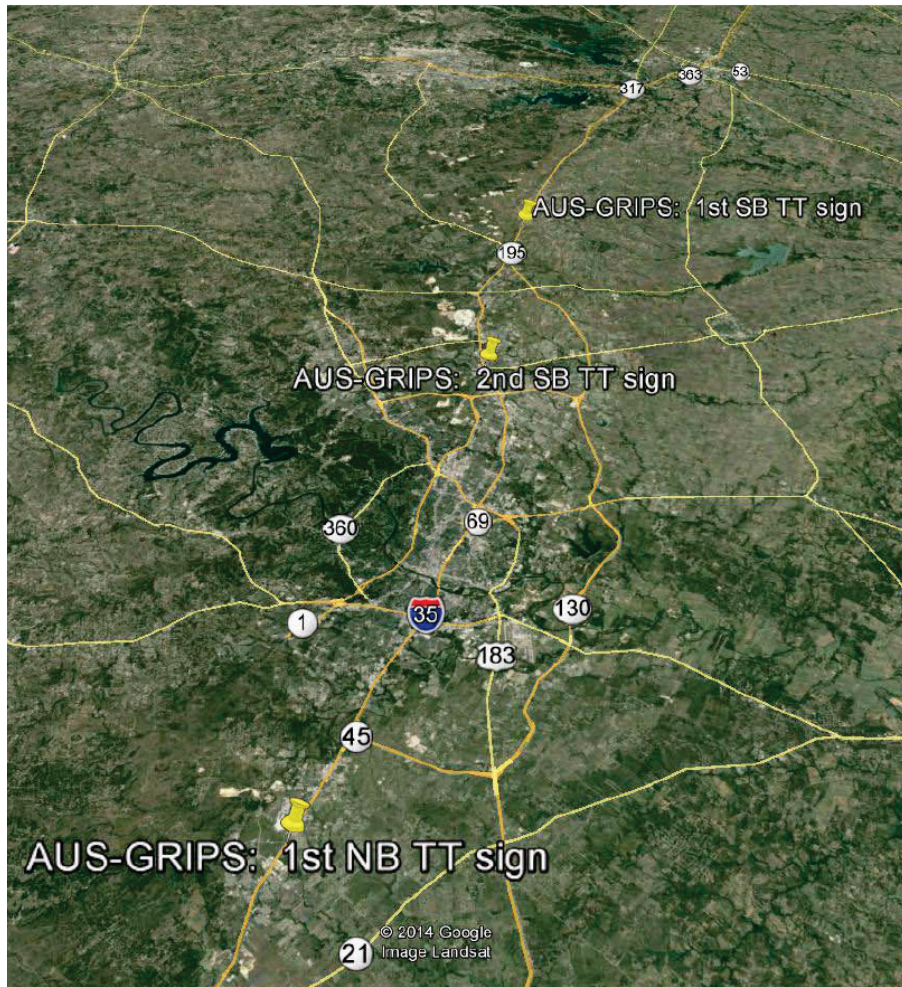 317
363
53
AUS-GRIPS: 1st SB TT sign
195
AUS-GRIPS: 2nd SB TT sign
360
69
1
35
130
183
45
AUS-GRIPS: 1st NB TT sign
21
© 2014 Google
Image Landsat